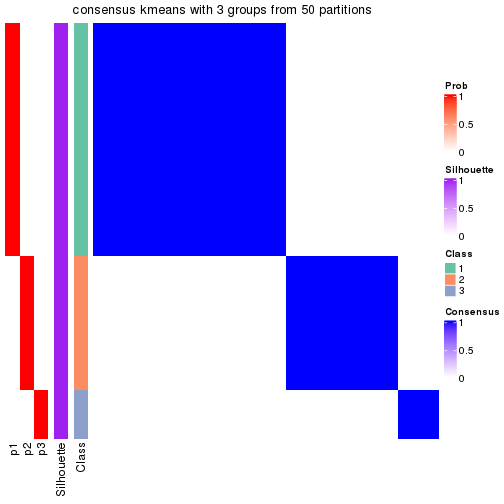 consensus kmeans with 3 groups from 50 partitions
Prob
1
0.5
0
Silhouette
1
0.5
0
Class
1
2
3
Consensus
1
0.5
0
p1
p2
p3
Silhouette
Class